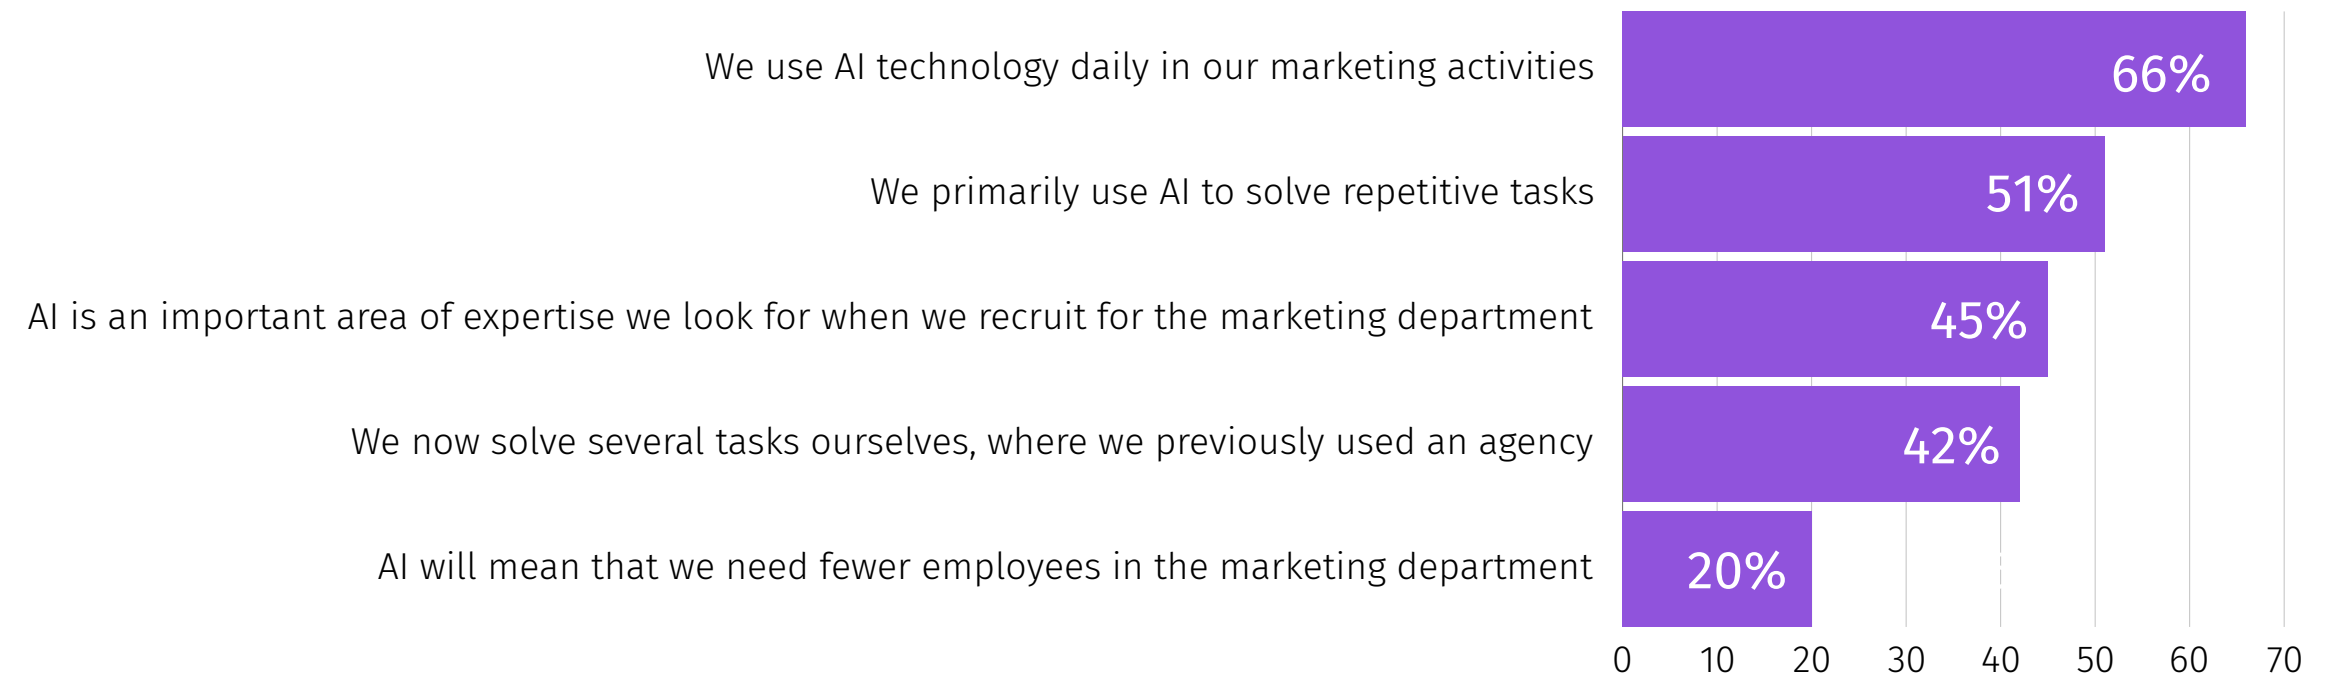 We use AI technology daily in our marketing activities
66%
We primarily use AI to solve repetitive tasks
51%
AI is an important area of expertise we look for when we recruit for the marketing department
45%
We now solve several tasks ourselves, where we previously used an agency
42%
AI will mean that we need fewer employees in the marketing department
20%
0 10 20 30 40 50 60 70